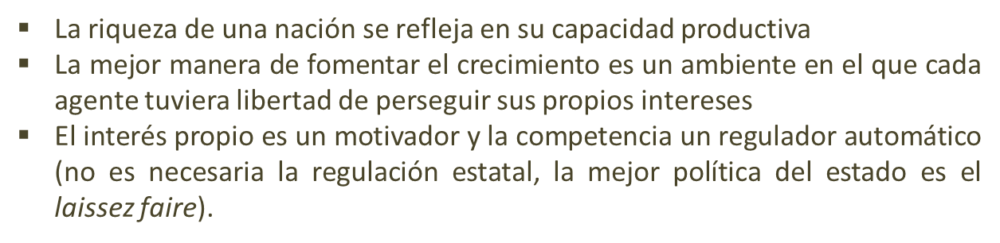 ▪ La riqueza de una nación se refleja en su capacidad productiva
▪ La mejor manera de fomentar el crecimiento es un ambiente en el que cada
agente tuviera libertad de perseguir sus propios intereses
▪ El interés propio es un motivador y la competencia un regulador automático
(no es necesaria la regulación estatal, la mejor política del estado es el
laissez faire).